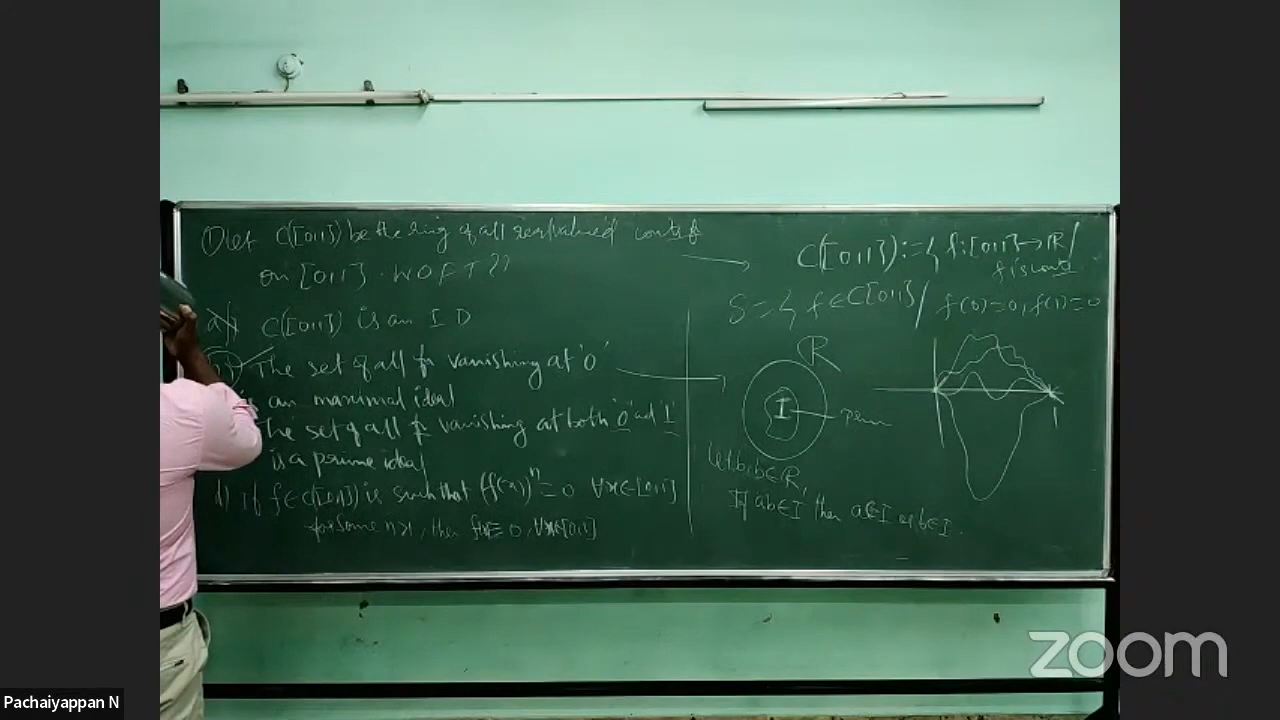 ① Let C([0,1]) be the ring of all real valued conts f
on [0,1]. WOFT??
a) C([0,1]) is an I D
b) The set of all fn vanishing at '0'
is an maximal ideal
The set of all fn vanishing at both '0' and '1'
is a prime ideal
d) If f∈C([0,1]) is such that (f(x))ⁿ = 0 ∀x∈[0,1]
for some n>1, then f(x) = 0, ∀x∈[0,1]
C([0,1]) := { f:[0,1]→ℝ /
f is conts
S = { f∈C[0,1] / f(0)=0, f(1)=0
R
I
Let a,b∈R,
If ab∈I then a∈I or b∈I.
1
zoom
Pachaiyappan N